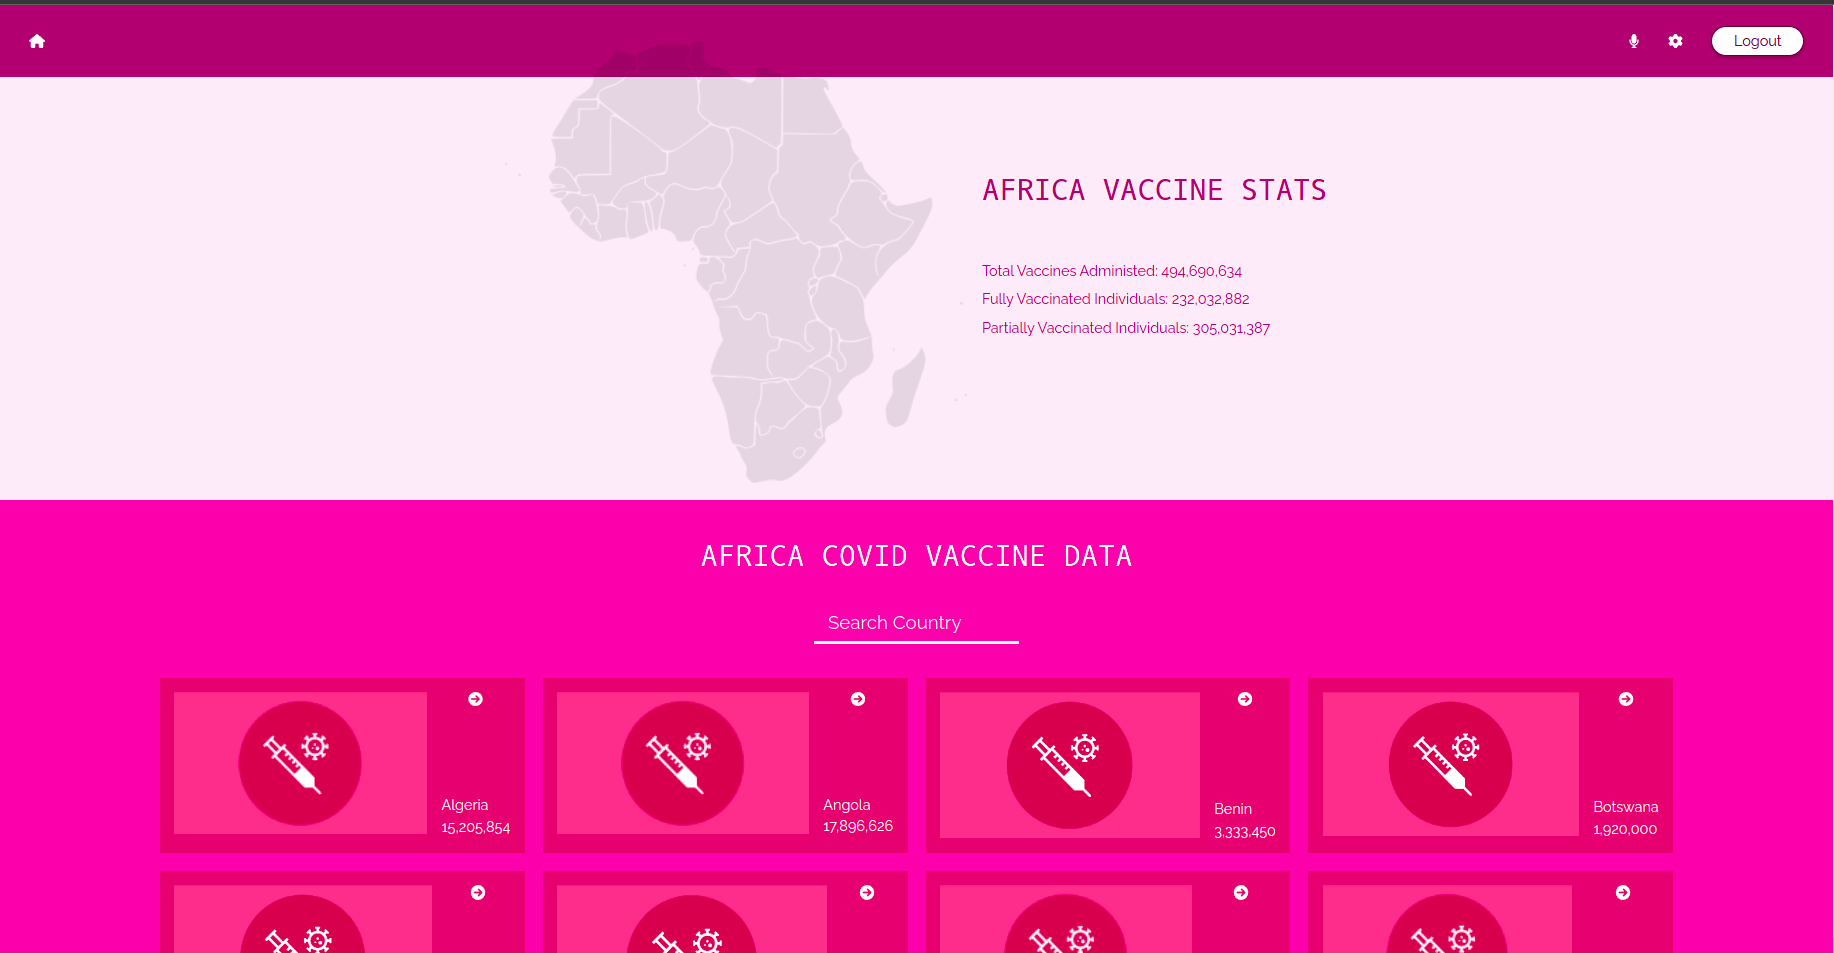 Logout
AFRICA VACCINE STATS
Total Vaccines Administed: 494,690,634
Fully Vaccinated Individuals: 232,032,882
Partially Vaccinated Individuals: 305,031,387
AFRICA COVID VACCINE DATA
Search Country
Algeria
15,205,854
Angola
17,896,626
Benin
3,333,450
Botswana
1,920,000